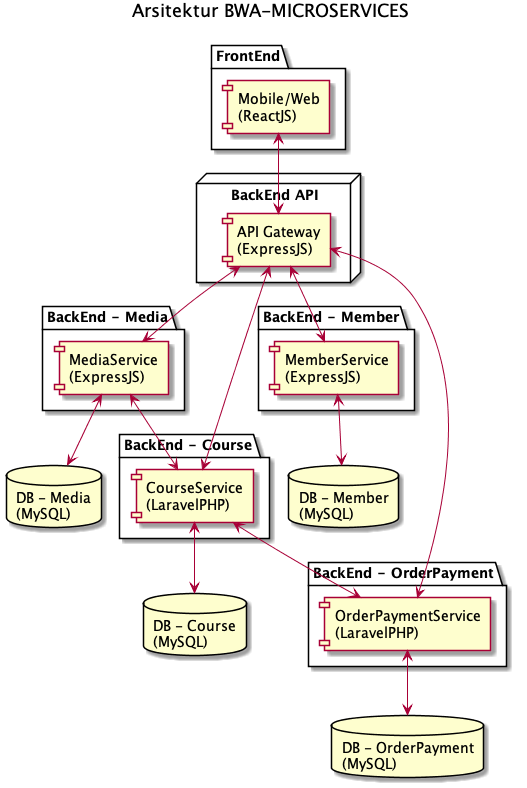 Arsitektur BWA-MICROSERVICES
FrontEnd
Mobile/Web
(ReactJS)
BackEnd API
API Gateway
(ExpressJS)
BackEnd - Media
MediaService
(ExpressJS)
BackEnd - Member
MemberService
(ExpressJS)
BackEnd - Course
CourseService
(LaravelPHP)
DB - Media
(MySQL)
DB - Member
(MySQL)
BackEnd - OrderPayment
OrderPaymentService
(LaravelPHP)
DB - Course
(MySQL)
DB - OrderPayment
(MySQL)